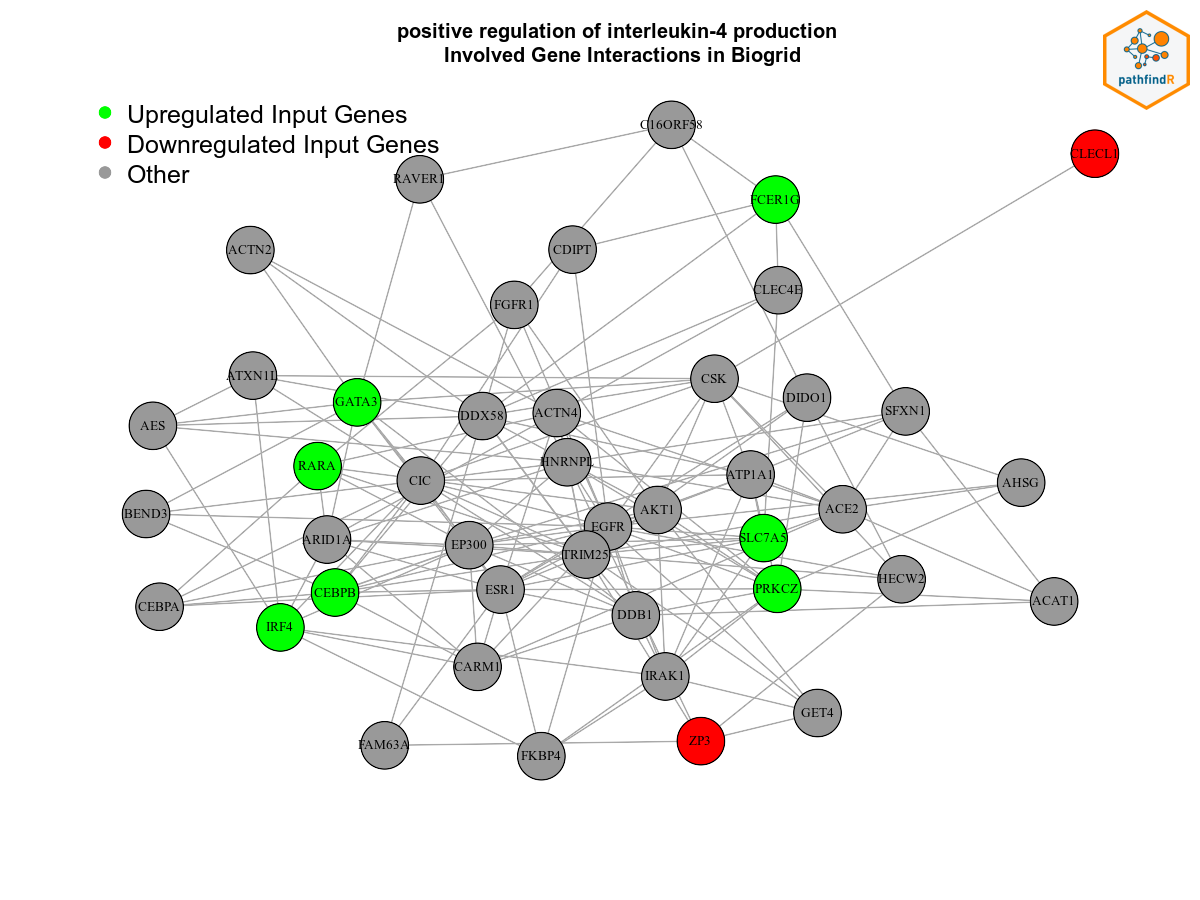 positive regulation of interleukin-4 production
Involved Gene Interactions in Biogrid
pathfindR
Upregulated Input Genes
Downregulated Input Genes
Other
C16ORF58
CLECL1
RAVER1
FCER1G
ACTN2
CDIPT
CLEC4E
FGFR1
ATXN1L
CSK
GATA3
DIDO1
DDX58
ACTN4
SFXN1
AES
RARA
HNRNPL
CIC
ATP1A1
AHSG
BEND3
AKT1
ACE2
EGFR
ARID1A
EP300
SLC7A5
TRIM25
HECW2
CEBPB
ESR1
PRKCZ
CEBPA
ACAT1
DDB1
IRF4
CARM1
IRAK1
GET4
FAM63A
FKBP4
ZP3